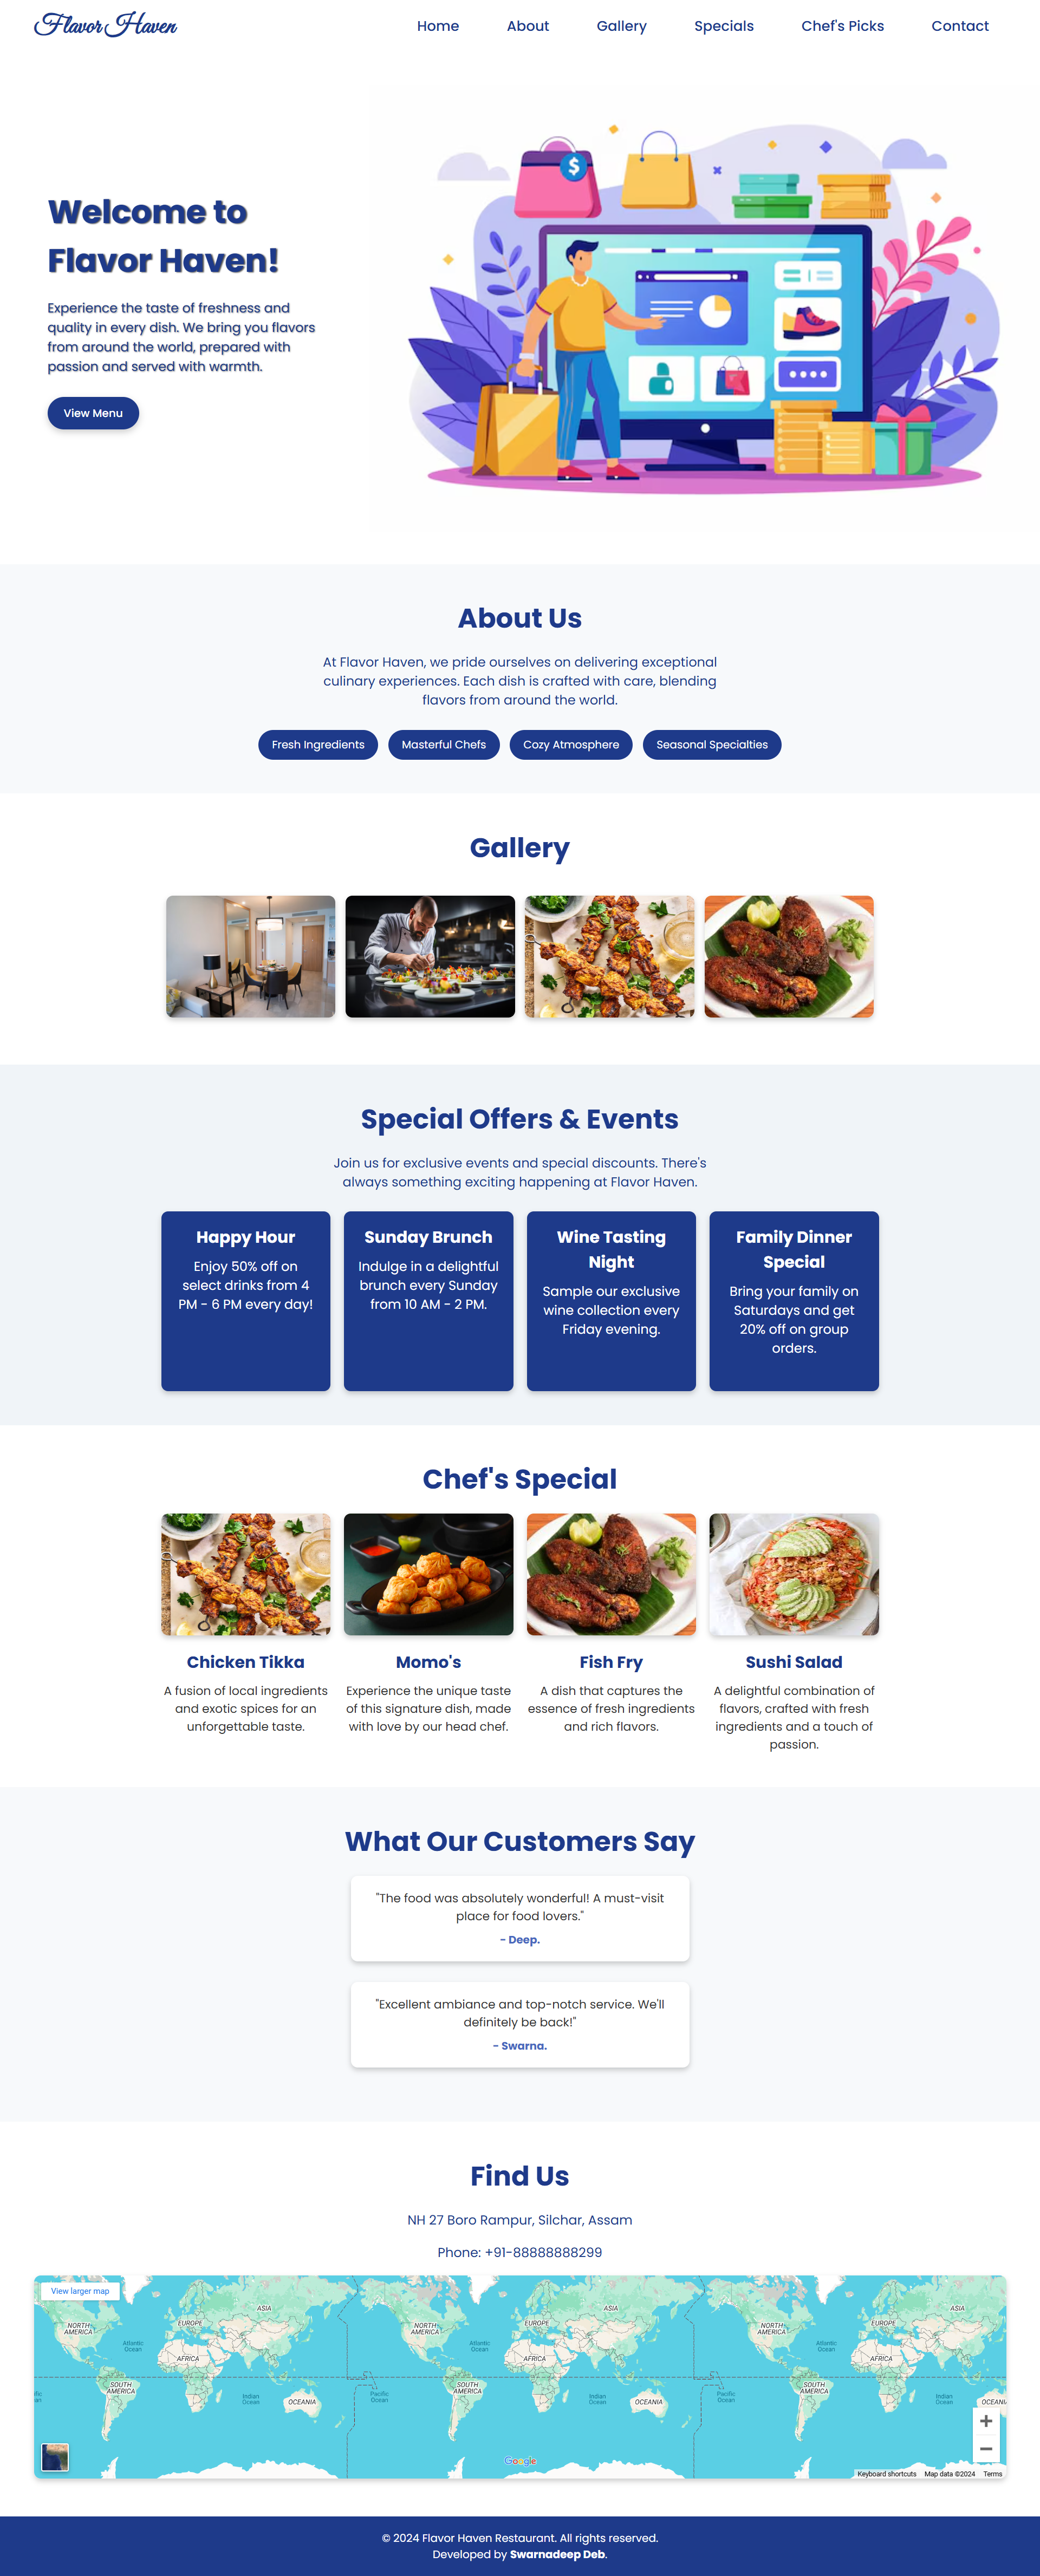 Flavor Haven
Home About Gallery Specials Chef's Picks Contact
$
Welcome to
Flavor Haven!
Experience the taste of freshness and
quality in every dish. We bring you flavors
from around the world, prepared with
passion and served with warmth.
View Menu
About Us
At Flavor Haven, we pride ourselves on delivering exceptional
culinary experiences. Each dish is crafted with care, blending
flavors from around the world.
Fresh Ingredients Masterful Chefs Cozy Atmosphere Seasonal Specialties
Gallery
Special Offers & Events
Join us for exclusive events and special discounts. There's
always something exciting happening at Flavor Haven.
Happy Hour
Enjoy 50% off on
select drinks from 4
PM - 6 PM every day!
Sunday Brunch
Indulge in a delightful
brunch every Sunday
from 10 AM - 2 PM.
Wine Tasting
Night
Sample our exclusive
wine collection every
Friday evening.
Family Dinner
Special
Bring your family on
Saturdays and get
20% off on group
orders.
Chef's Special
Chicken Tikka
A fusion of local ingredients
and exotic spices for an
unforgettable taste.
Momo's
Experience the unique taste
of this signature dish, made
with love by our head chef.
Fish Fry
A dish that captures the
essence of fresh ingredients
and rich flavors.
Sushi Salad
A delightful combination of
flavors, crafted with fresh
ingredients and a touch of
passion.
What Our Customers Say
"The food was absolutely wonderful! A must-visit
place for food lovers."
- Deep.
"Excellent ambiance and top-notch service. We'll
definitely be back!"
- Swarna.
Find Us
NH 27 Boro Rampur, Silchar, Assam
Phone: +91-88888888299
View larger map
ASIA ASIA ASIA
NORTH AMERICA EUROPE NORTH AMERICA EUROPE NORTH AMERICA EUROPE
Atlantic Ocean Atlantic Ocean Atlantic Ocean
AFRICA AFRICA AFRICA
SOUTH AMERICA SOUTH AMERICA SOUTH AMERICA
Indian Ocean Pacific Ocean Indian Ocean Pacific Ocean Indian Ocean
OCEANIA OCEANIA OCEANI
Google
Keyboard shortcuts Map data ©2024 Terms
© 2024 Flavor Haven Restaurant. All rights reserved.
Developed by Swarnadeep Deb.